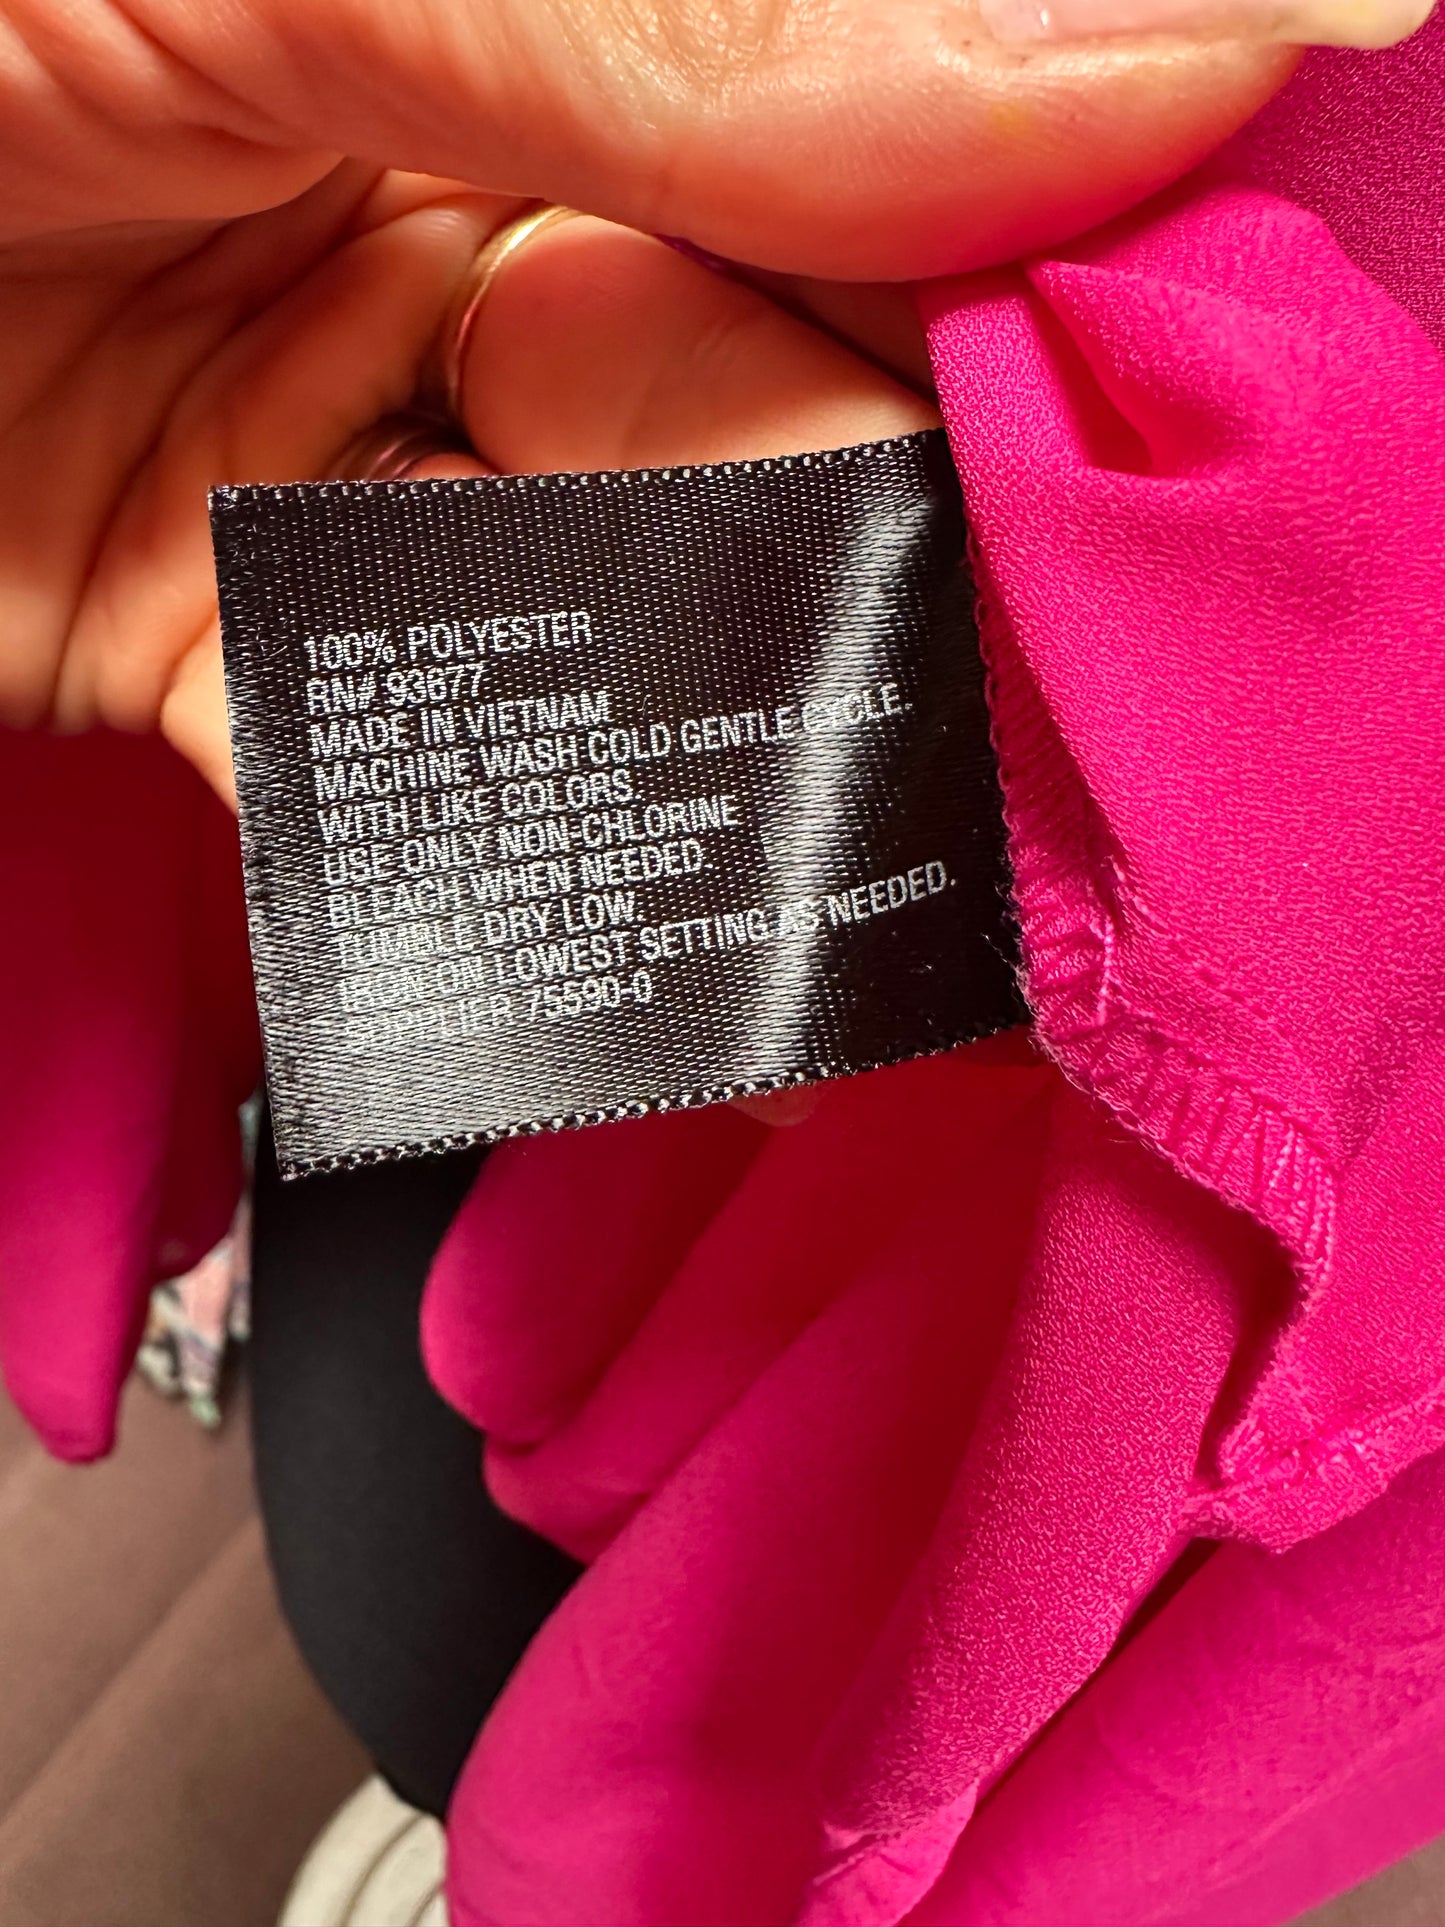 100% POLYESTER
RN# 93677
MADE IN VIETNAM
MACHINE WASH COLD GENTLE CYCLE.
WITH LIKE COLORS.
USE ONLY NON-CHLORINE
BLEACH WHEN NEEDED.
TUMBLE DRY LOW.
IRON ON LOWEST SETTING AS NEEDED.
SUPPLIER 75590-0